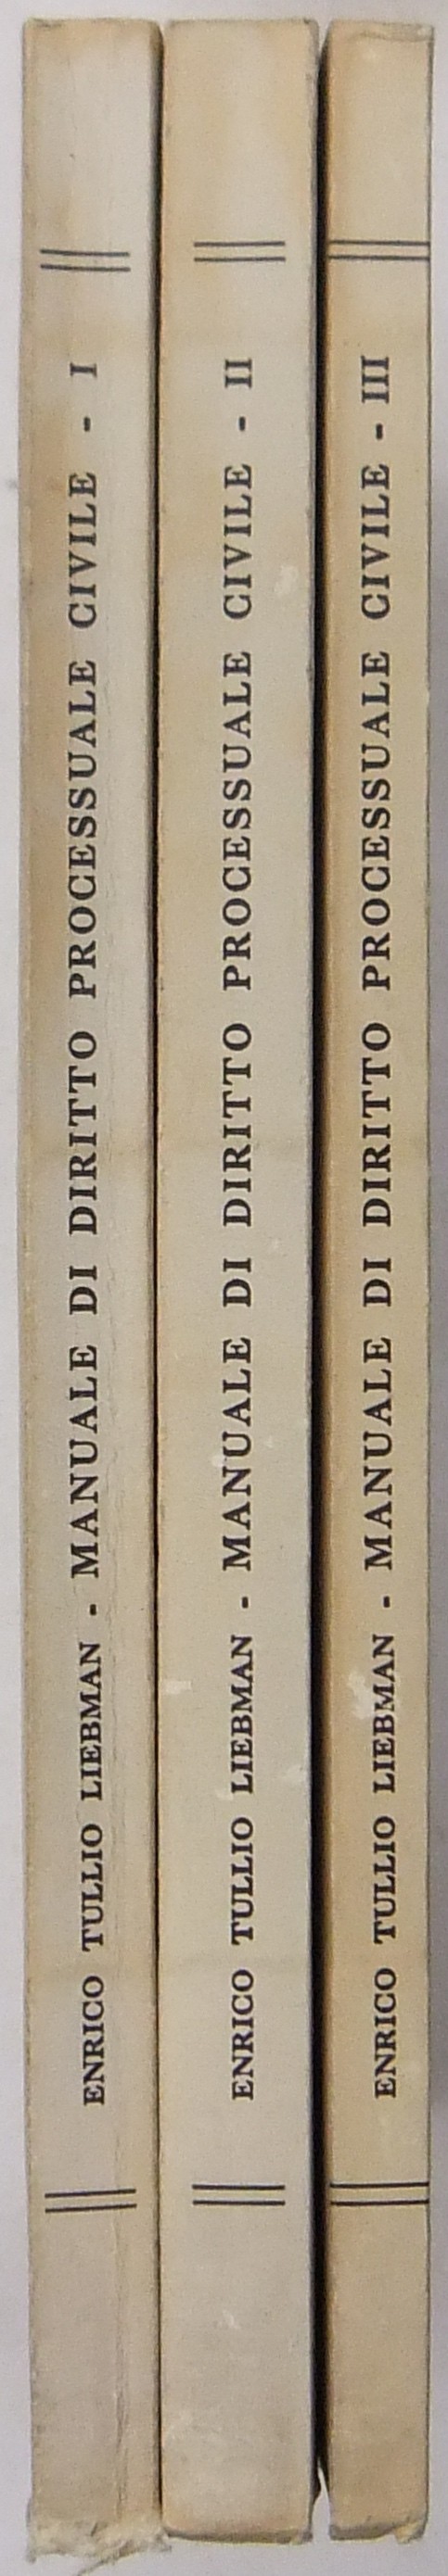 ENRICO TULLIO LIEBMAN - MANUALE DI DIRITTO PROCESSUALE CIVILE - I
ENRICO TULLIO LIEBMAN - MANUALE DI DIRITTO PROCESSUALE CIVILE - II
ENRICO TULLIO LIEBMAN - MANUALE DI DIRITTO PROCESSUALE CIVILE - III